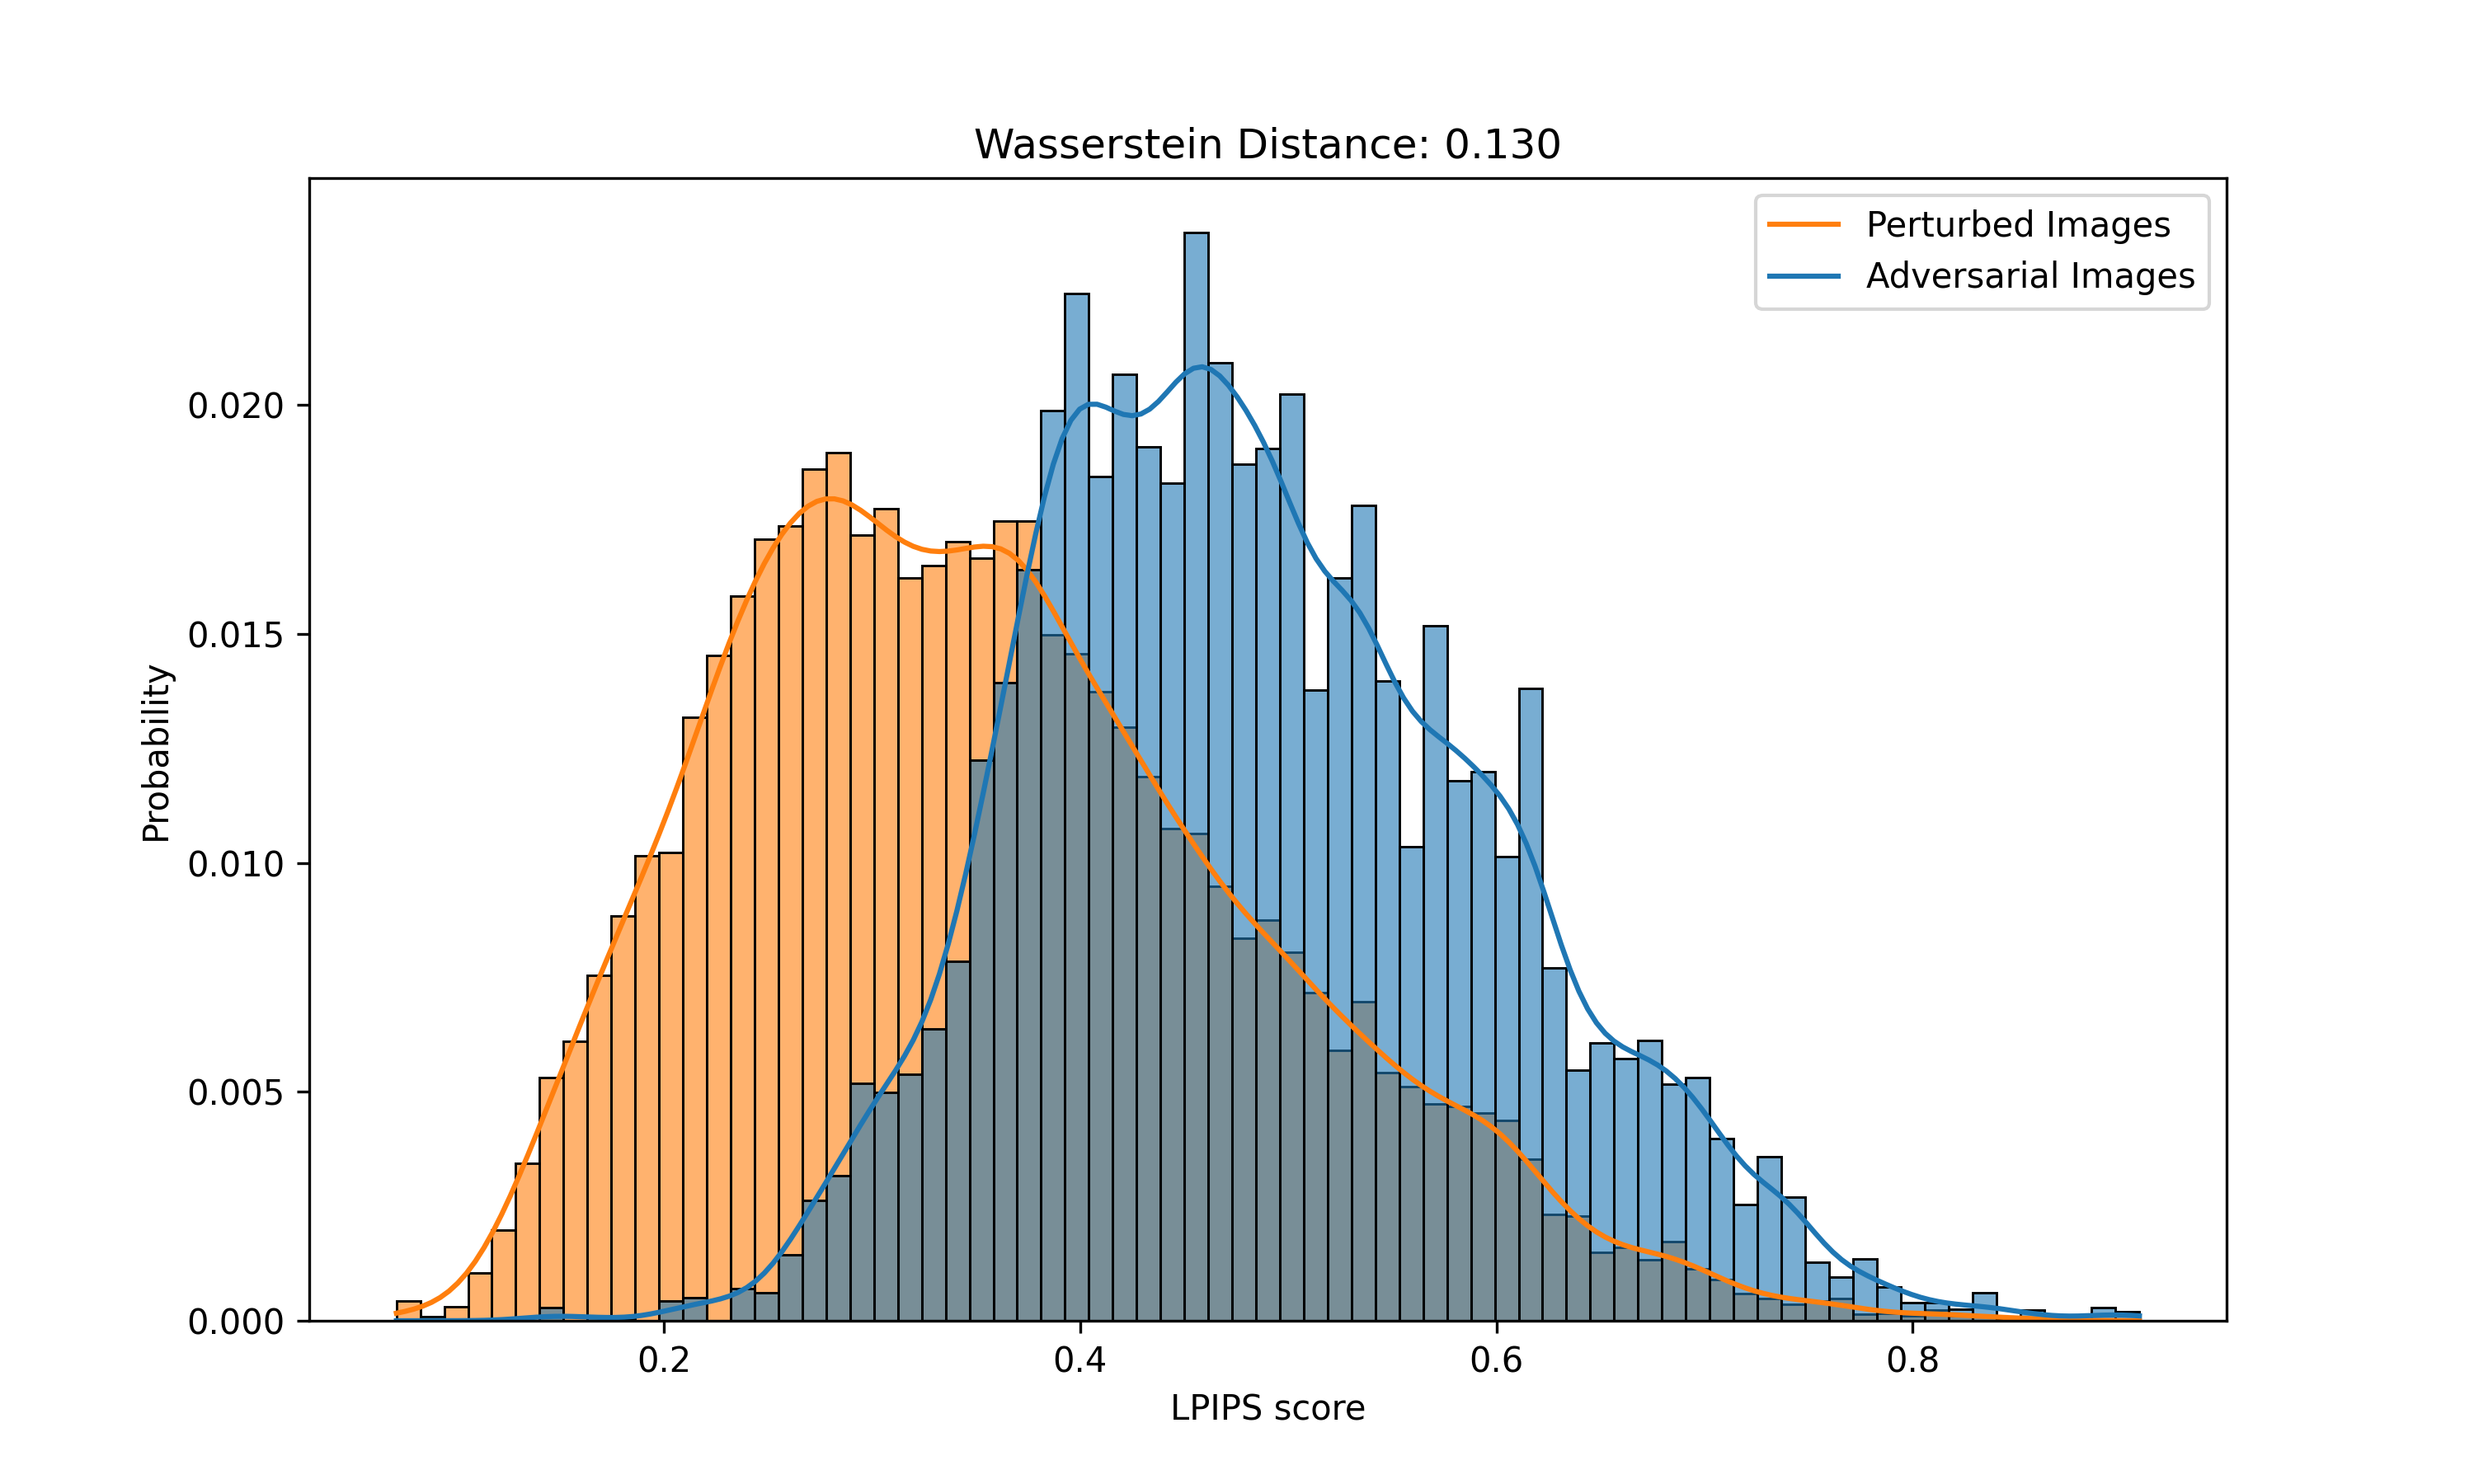 Wasserstein Distance: 0.130
Perturbed Images
Adversarial Images
Probability
0.020
0.015
0.010
0.005
0.000
0.2
0.4
0.6
0.8
LPIPS score